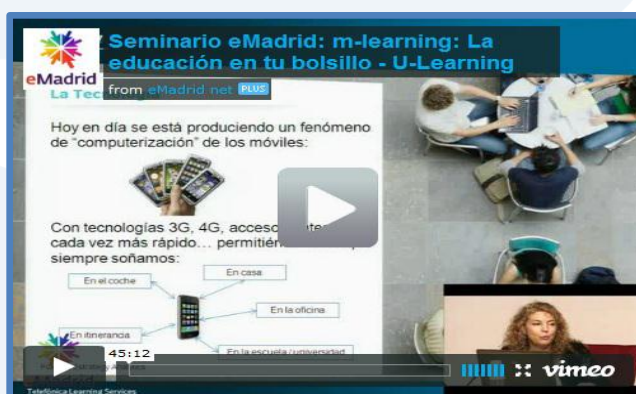 Seminario eMadrid: m-learning: La
educación en tu bolsillo - U-Learning
eMadrid
from eMadrid net PLUS
La Tec
Hoy en día se está produciendo un fenómeno
de "computerización" de los móviles:
Con tecnologías 3G, 4G, acceso
cada vez más rápido...
siempre soñamos:
En el coche
En casa
En la oficina
En itinerancia
En la escuela / universidad
45:12
vimeo
Telefónica Learning Services